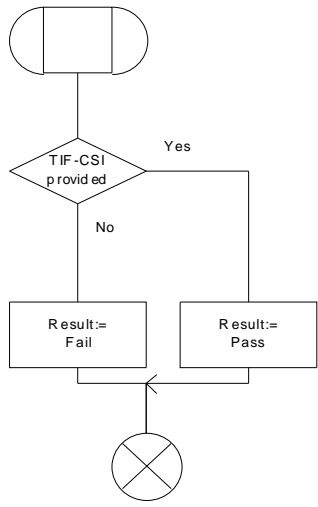 TIF-CSI
provided
Yes
No
Result:=
Fail
Result:=
Pass